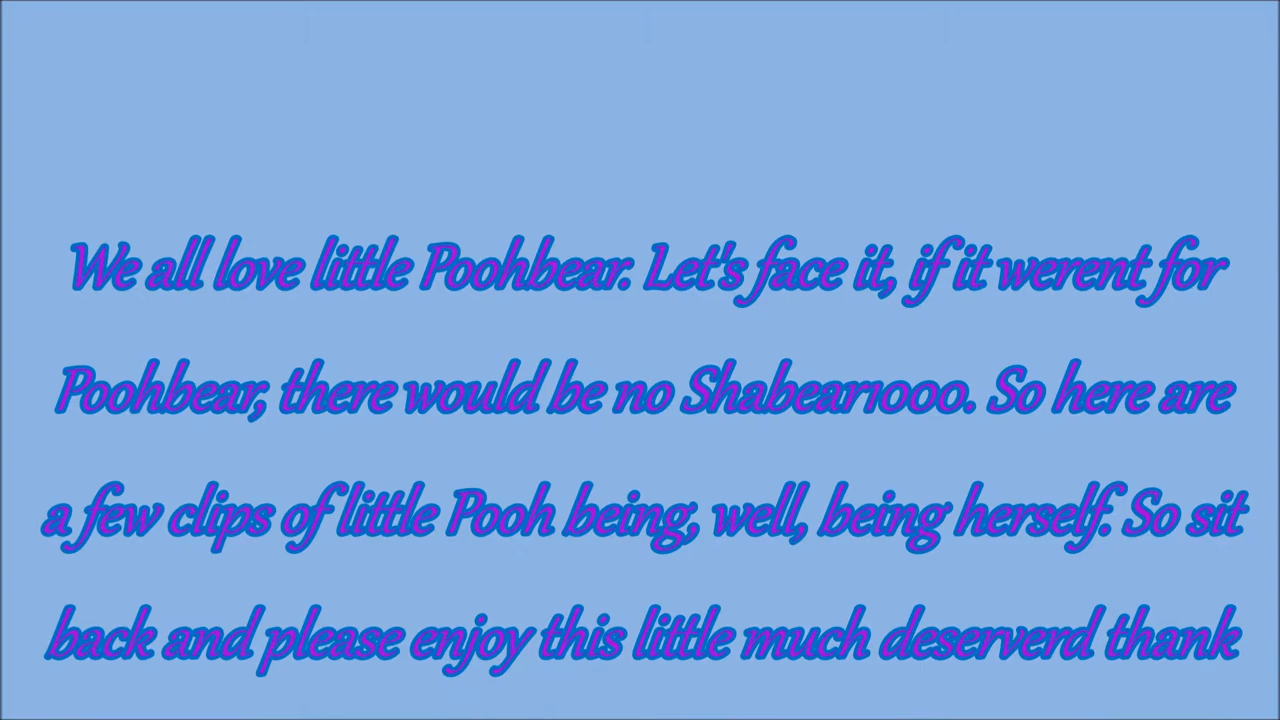 We all love little Poohbear. Let's face it, if it werent for
Poohbear, there would be no Shabear1000. So here are
a few clips of little Pooh being, well, being herself. So sit
back and please enjoy this little much deserverd thank